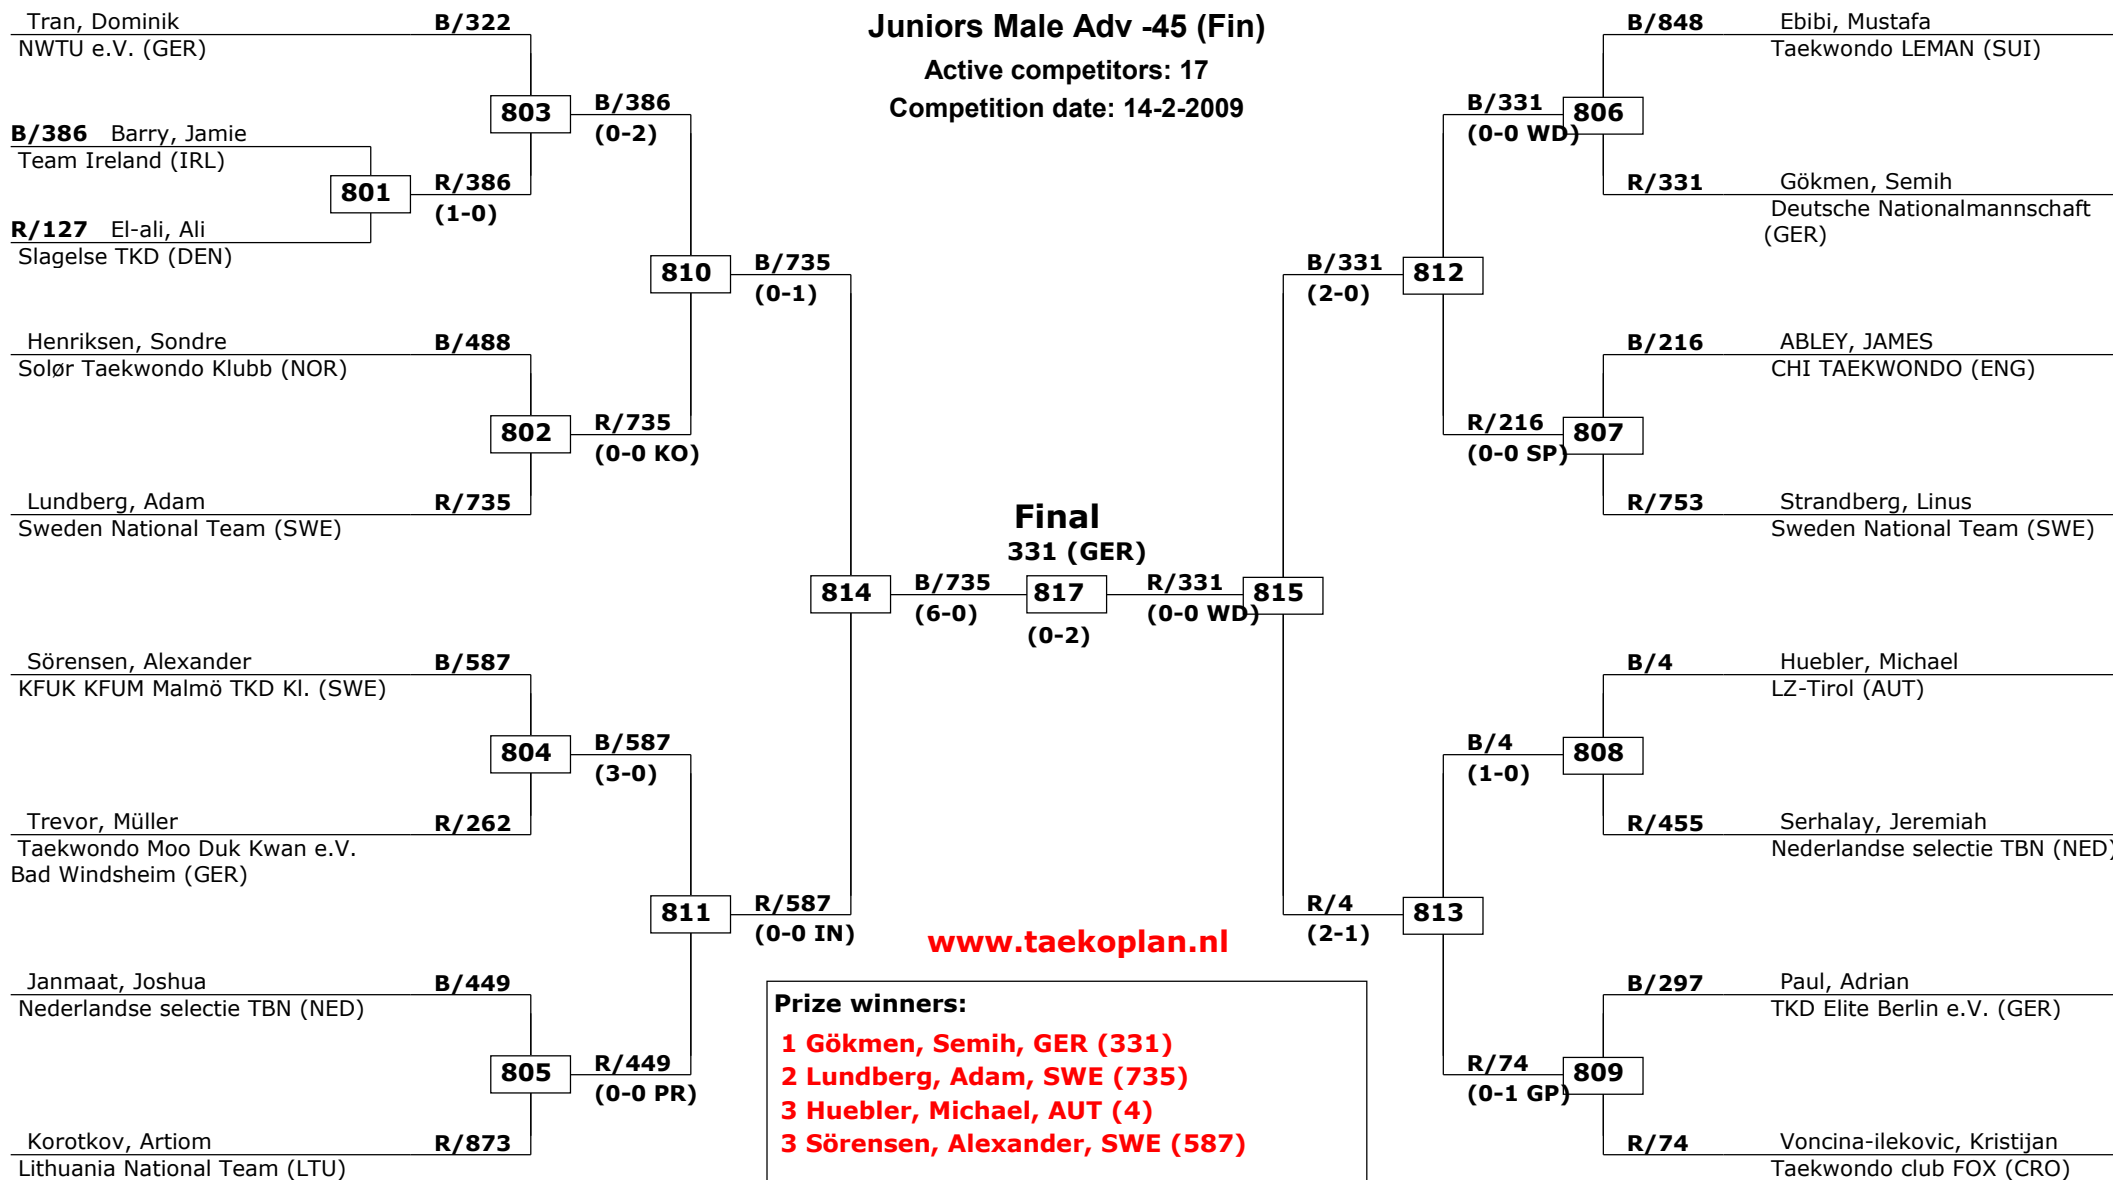 Juniors Male Adv -45 (Fin)
Active competitors: 17
Competition date: 14-2-2009
Tran, Dominik B/322
NWTU e.V. (GER)
803
B/386
(0-2)
B/386 Barry, Jamie
Team Ireland (IRL)
801
R/386
(1-0)
R/127 El-ali, Ali
Slagelse TKD (DEN)
810
B/735
(0-1)
Henriksen, Sondre B/488
Solør Taekwondo Klubb (NOR)
802
R/735
(0-0 KO)
Lundberg, Adam R/735
Sweden National Team (SWE)
814
B/735
(6-0)
Sörensen, Alexander B/587
KFUK KFUM Malmö TKD Kl. (SWE)
804
B/587
(3-0)
Trevor, Müller R/262
Taekwondo Moo Duk Kwan e.V.
Bad Windsheim (GER)
811
R/587
(0-0 IN)
Janmaat, Joshua B/449
Nederlandse selectie TBN (NED)
805
R/449
(0-0 PR)
Korotkov, Artiom R/873
Lithuania National Team (LTU)
Final
331 (GER)
817
(0-2)
R/331
(0-0 WD)
815
B/848 Ebibi, Mustafa
Taekwondo LEMAN (SUI)
B/331
(0-0 WD)
806
R/331 Gökmen, Semih
Deutsche Nationalmannschaft
(GER)
B/331
(2-0)
812
B/216 ABLEY, JAMES
CHI TAEKWONDO (ENG)
R/216
(0-0 SP)
807
R/753 Strandberg, Linus
Sweden National Team (SWE)
B/4 Huebler, Michael
LZ-Tirol (AUT)
B/4
(1-0)
808
R/455 Serhalay, Jeremiah
Nederlandse selectie TBN (NED)
R/4
(2-1)
813
B/297 Paul, Adrian
TKD Elite Berlin e.V. (GER)
R/74
(0-1 GP)
809
R/74 Voncina-ilekovic, Kristijan
Taekwondo club FOX (CRO)
www.taekoplan.nl
Prize winners:
1 Gökmen, Semih, GER (331)
2 Lundberg, Adam, SWE (735)
3 Huebler, Michael, AUT (4)
3 Sörensen, Alexander, SWE (587)